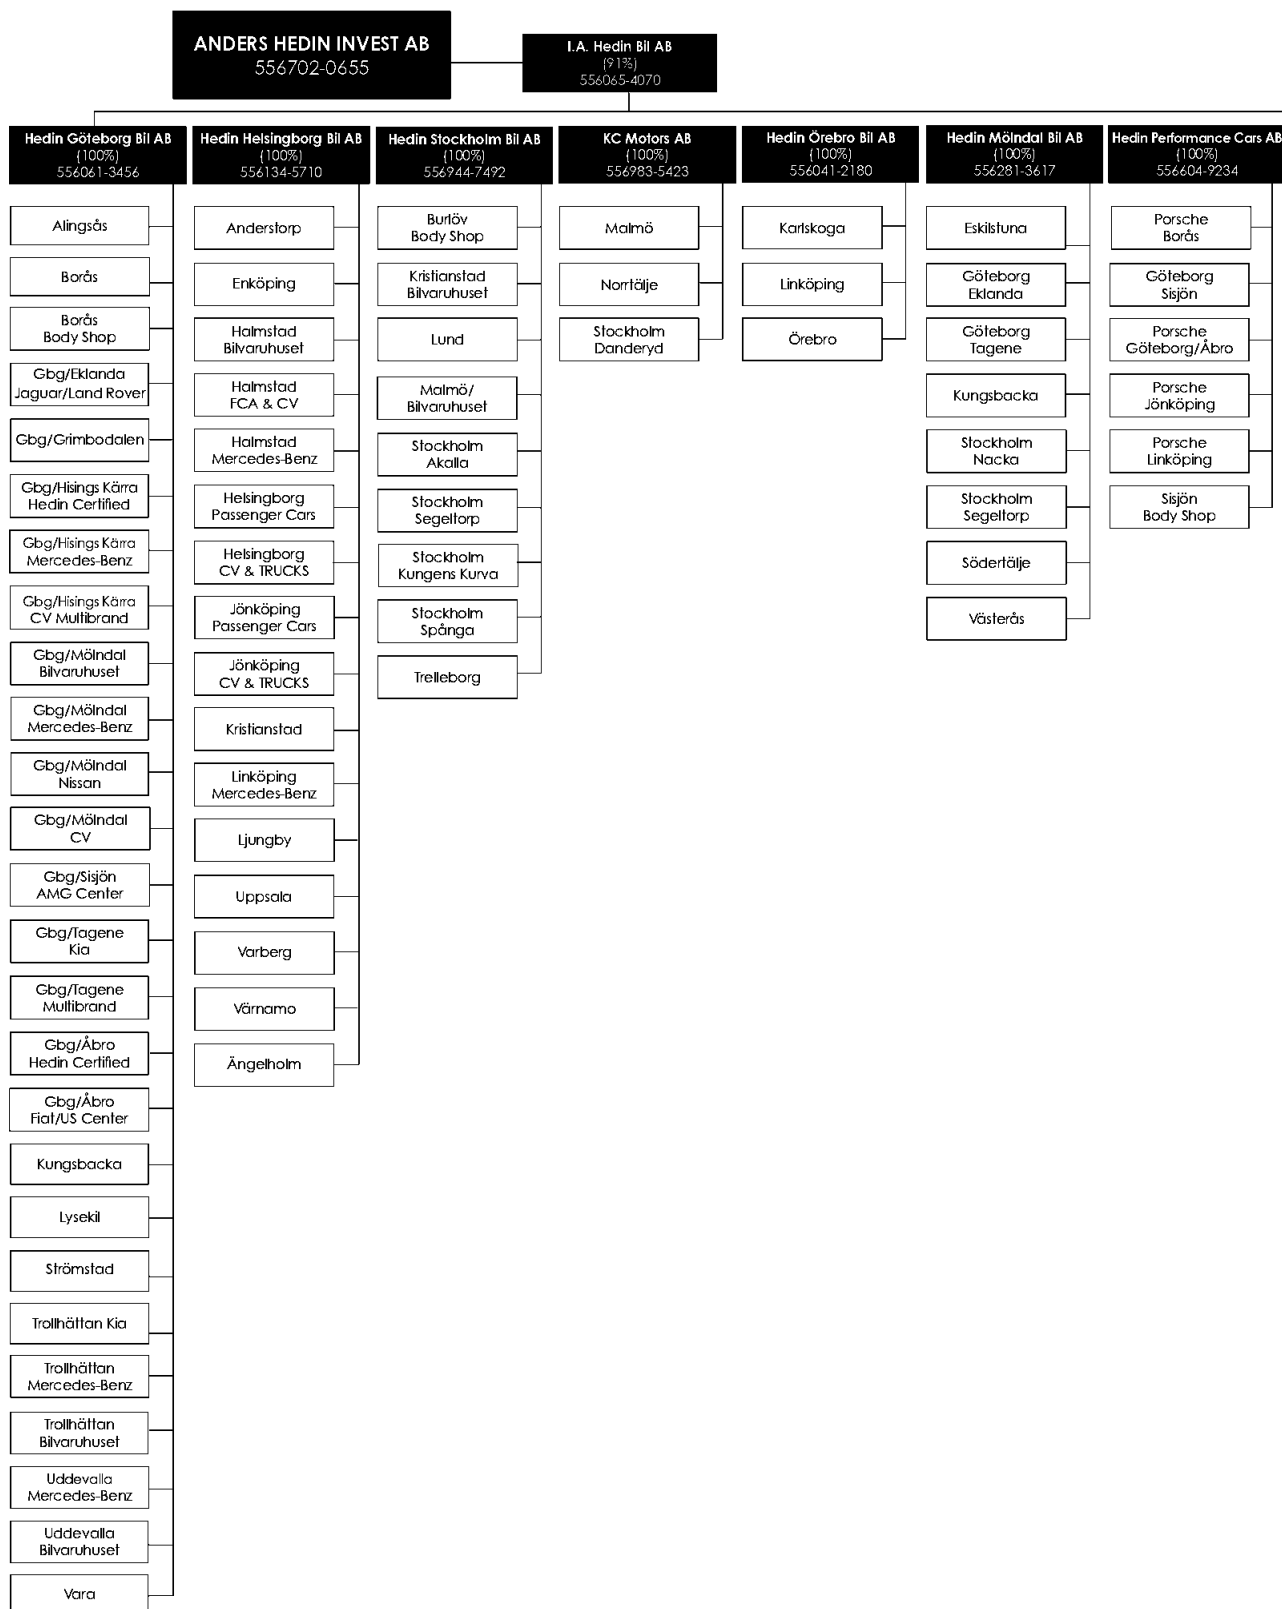 ANDERS HEDIN INVEST AB
556702-0655
I.A. Hedin Bil AB
(91%)
556065-4070
Hedin Göteborg Bil AB
(100%)
556061-3456
Alingsås
Borås
Borås
Body Shop
Gbg/Eklanda
Jaguar/Land Rover
Gbg/Grimbodalen
Gbg/Hisings Kärra
Hedin Certified
Gbg/Hisings Kärra
Mercedes-Benz
Gbg/Hisings Kärra
CV Multibrand
Gbg/Mölndal
Bilvaruhuset
Gbg/Mölndal
Mercedes-Benz
Gbg/Mölndal
Nissan
Gbg/Mölndal
CV
Gbg/Sisjön
AMG Center
Gbg/Tagene
Kia
Gbg/Tagene
Multibrand
Gbg/Åbro
Hedin Certified
Gbg/Åbro
Fiat/US Center
Kungsbacka
Lysekil
Strömstad
Trollhättan Kia
Trollhättan
Mercedes-Benz
Trollhättan
Bilvaruhuset
Uddevalla
Mercedes-Benz
Uddevalla
Bilvaruhuset
Vara
Hedin Helsingborg Bil AB
(100%)
556134-5710
Anderstorp
Enköping
Halmstad
Bilvaruhuset
Halmstad
FCA & CV
Halmstad
Mercedes-Benz
Helsingborg
Passenger Cars
Helsingborg
CV & TRUCKS
Jönköping
Passenger Cars
Jönköping
CV & TRUCKS
Kristianstad
Linköping
Mercedes-Benz
Ljungby
Uppsala
Varberg
Värnamo
Ängelholm
Hedin Stockholm Bil AB
(100%)
556944-7492
Burlöv
Body Shop
Kristianstad
Bilvaruhuset
Lund
Malmö/
Bilvaruhuset
Stockholm
Akalla
Stockholm
Segeltorp
Stockholm
Kungens Kurva
Stockholm
Spånga
Trelleborg
KC Motors AB
(100%)
556983-5423
Malmö
Norrtälje
Stockholm
Danderyd
Hedin Örebro Bil AB
(100%)
556041-2180
Karlskoga
Linköping
Örebro
Hedin Mölndal Bil AB
(100%)
556281-3617
Eskilstuna
Göteborg
Eklanda
Göteborg
Tagene
Kungsbacka
Stockholm
Nacka
Stockholm
Segeltorp
Södertälje
Västerås
Hedin Performance Cars AB
(100%)
556604-9234
Porsche
Borås
Göteborg
Sisjön
Porsche
Göteborg/Åbro
Porsche
Jönköping
Porsche
Linköping
Sisjön
Body Shop